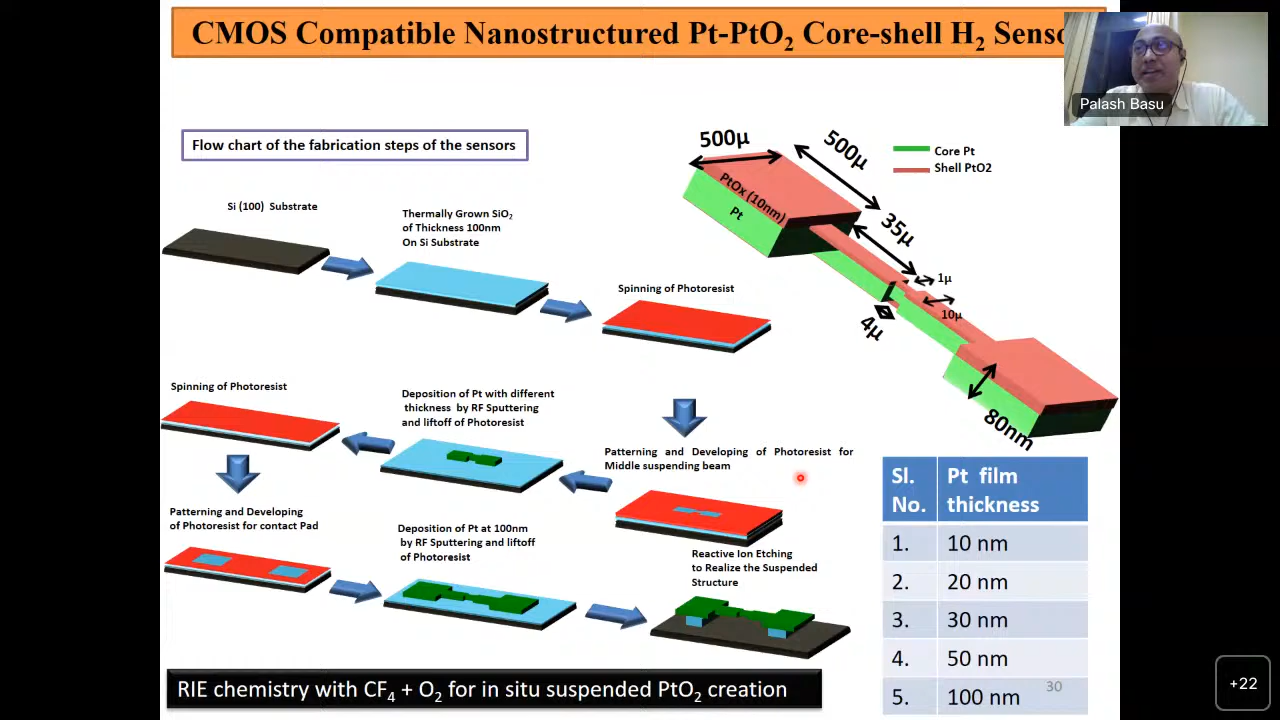 CMOS Compatible Nanostructured Pt-PtO2 Core-shell H2 Senso
Palash Basu
Flow chart of the fabrication steps of the sensors
500μ
500μ
Core Pt
Shell PtO2
PtOx (10nm)
Pt
35μ
1μ
10μ
4μ
80nm
Si (100) Substrate
Thermally Grown SiO2
of Thickness 100nm
On Si Substrate
Spinning of Photoresist
Spinning of Photoresist
Deposition of Pt with different
thickness by RF Sputtering
and liftoff of Photoresist
Patterning and Developing of Photoresist for
Middle suspending beam
Patterning and Developing
of Photoresist for contact Pad
Deposition of Pt at 100nm
by RF Sputtering and liftoff
of Photoresist
Reactive Ion Etching
to Realize the Suspended
Structure
Sl. No. Pt film thickness
1. 10 nm
2. 20 nm
3. 30 nm
4. 50 nm
5. 100 nm
30
RIE chemistry with CF4 + O2 for in situ suspended PtO2 creation
+22